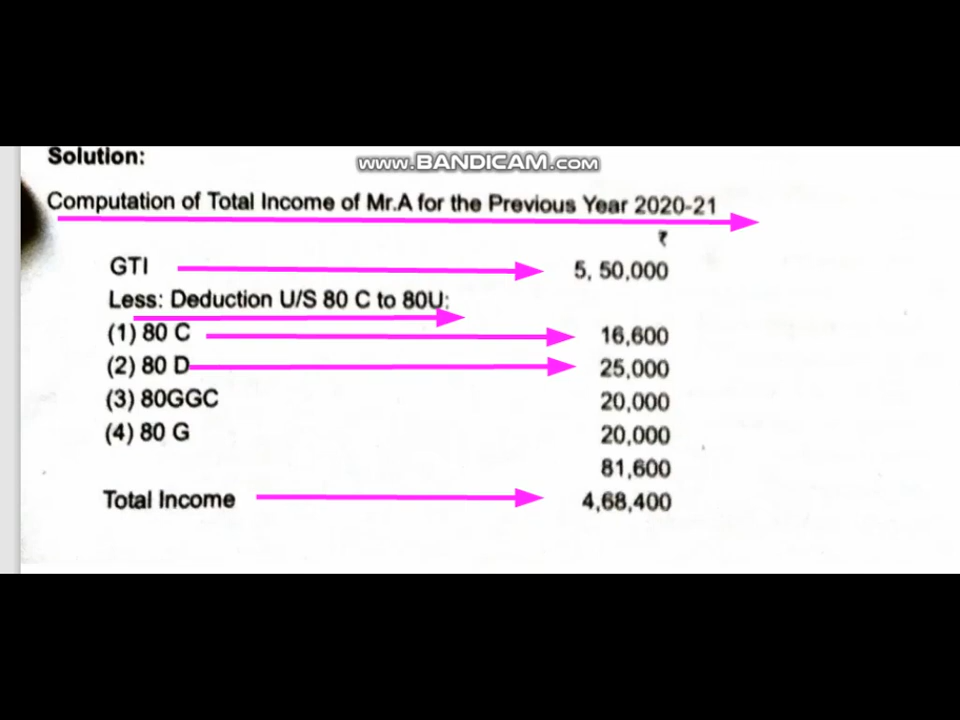 Solution:
www.BANDICAM.com
Computation of Total Income of Mr.A for the Previous Year 2020-21
₹
GTI 5, 50,000
Less: Deduction U/S 80 C to 80U:
(1) 80 C 16,600
(2) 80 D 25,000
(3) 80GGC 20,000
(4) 80 G 20,000
81,600
Total Income 4,68,400